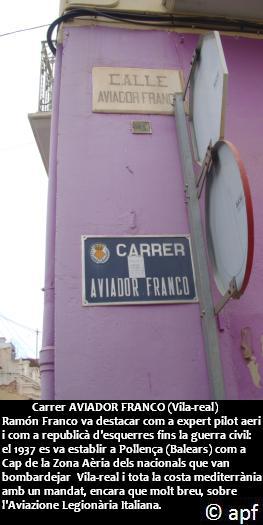 CALLE
AVIADOR FRANCO
CARRER
AVIADOR FRANCO
Carrer AVIADOR FRANCO (Vila-real)
Ramón Franco va destacar com a expert pilot aeri
i com a republicà d'esquerres fins la guerra civil:
el 1937 es va establir a Pollença (Balears) com a
Cap de la Zona Aèria dels nacionals que van
bombardejar Vila-real i tota la costa mediterrània
amb un mandat, encara que molt breu, sobre
l'Aviazione Legionària Italiana.
© apf